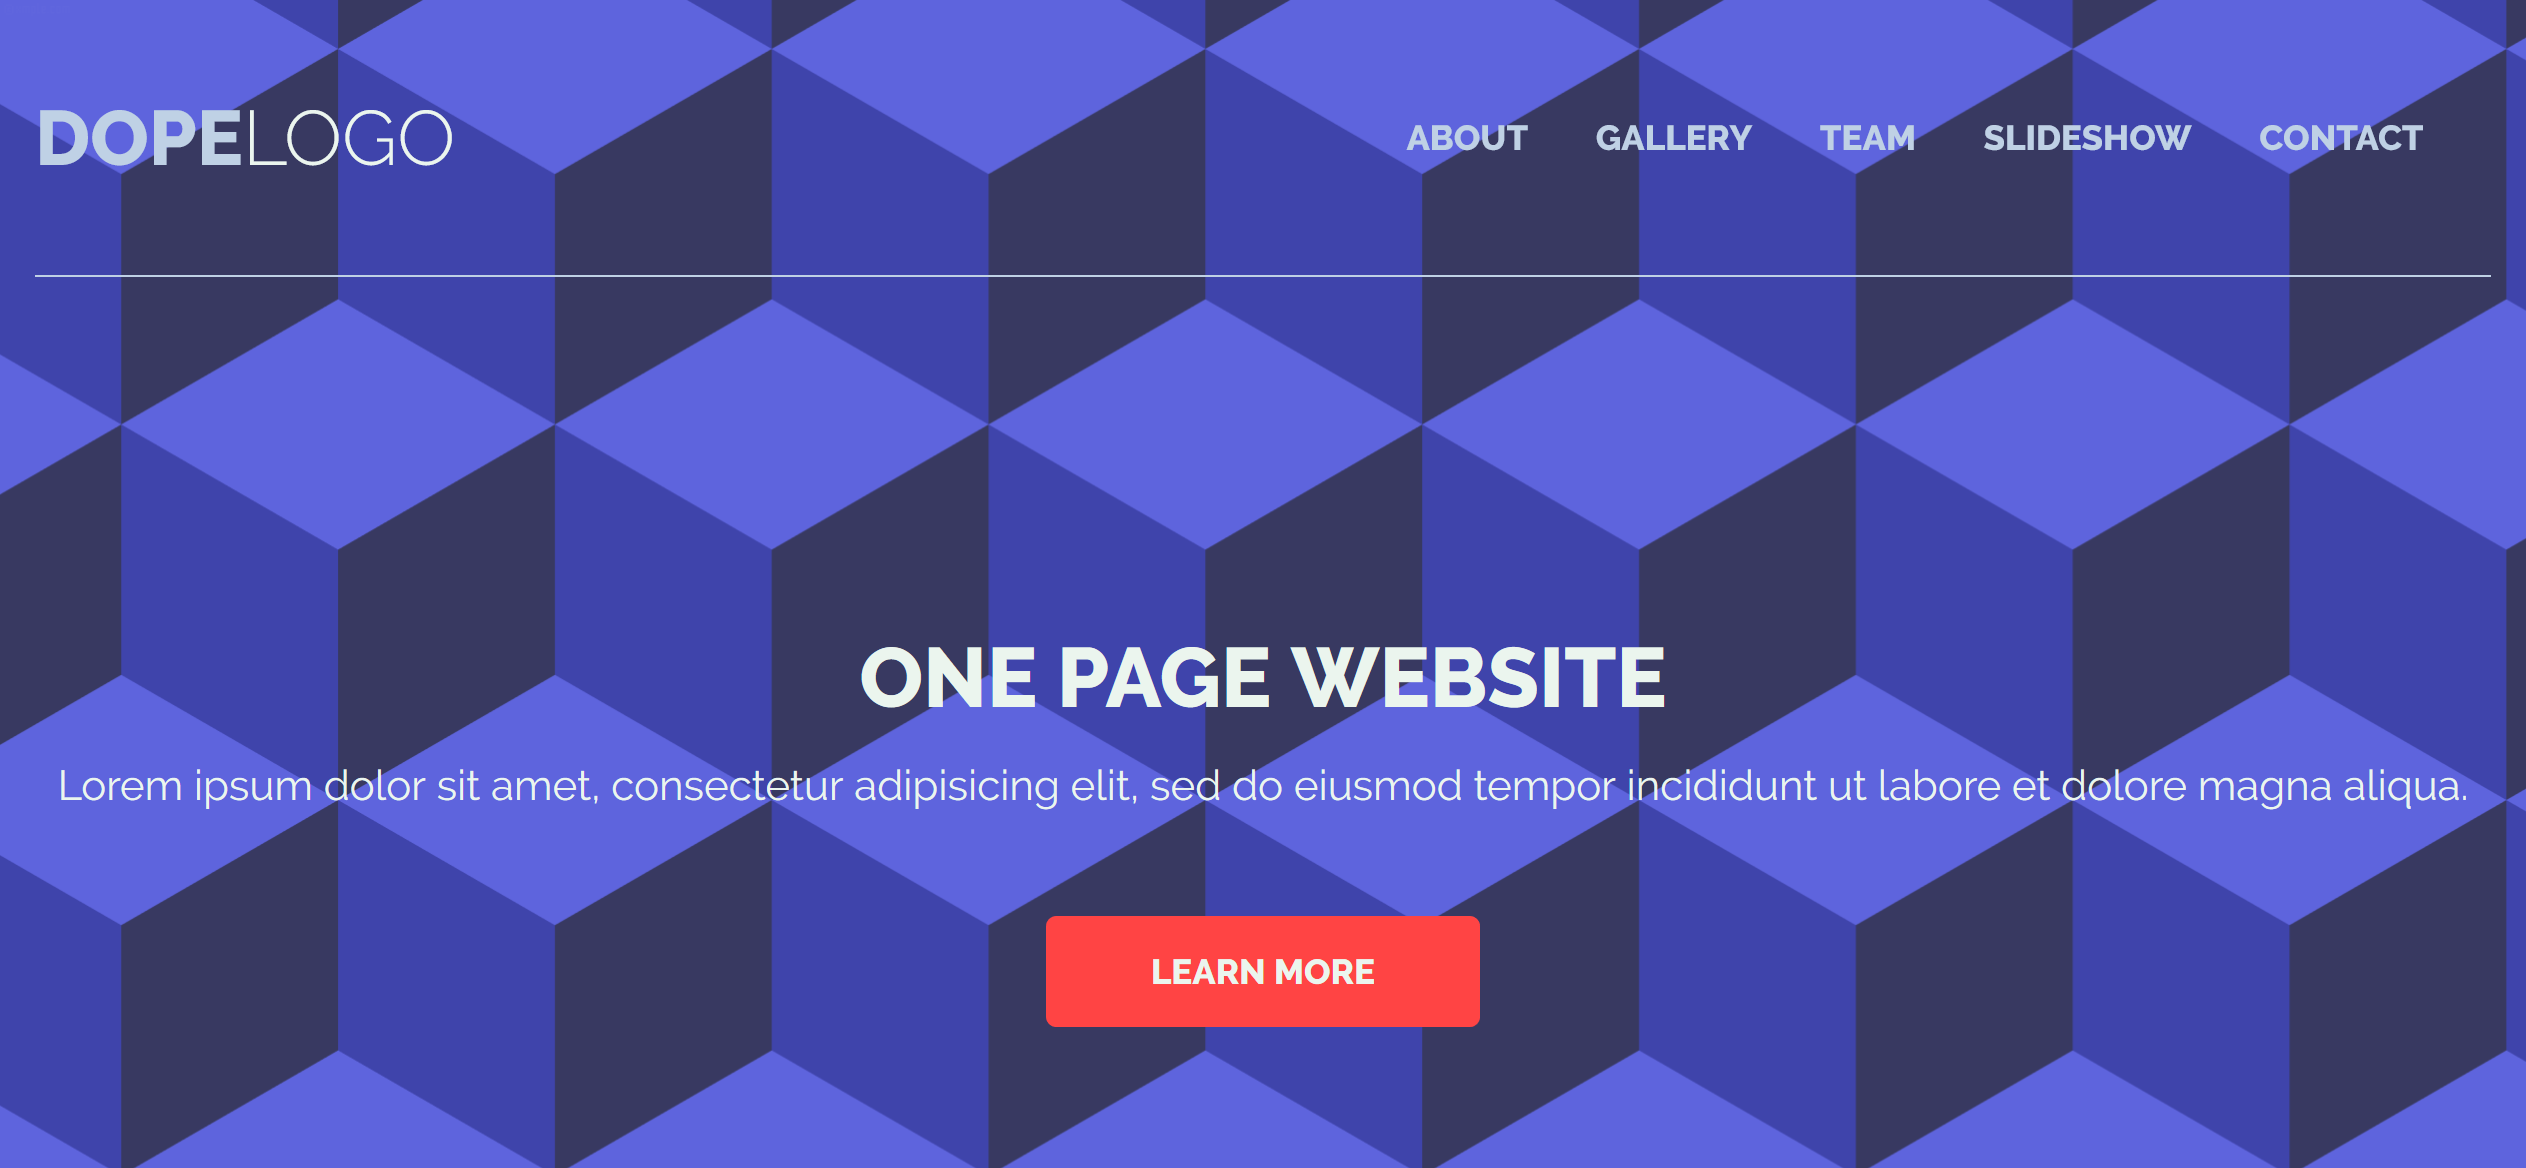 DOPELOGO ABOUT GALLERY TEAM SLIDESHOW CONTACT
ONE PAGE WEBSITE
Lorem ipsum dolor sit amet, consectetur adipisicing elit, sed do eiusmod tempor incididunt ut labore et dolore magna aliqua.
LEARN MORE